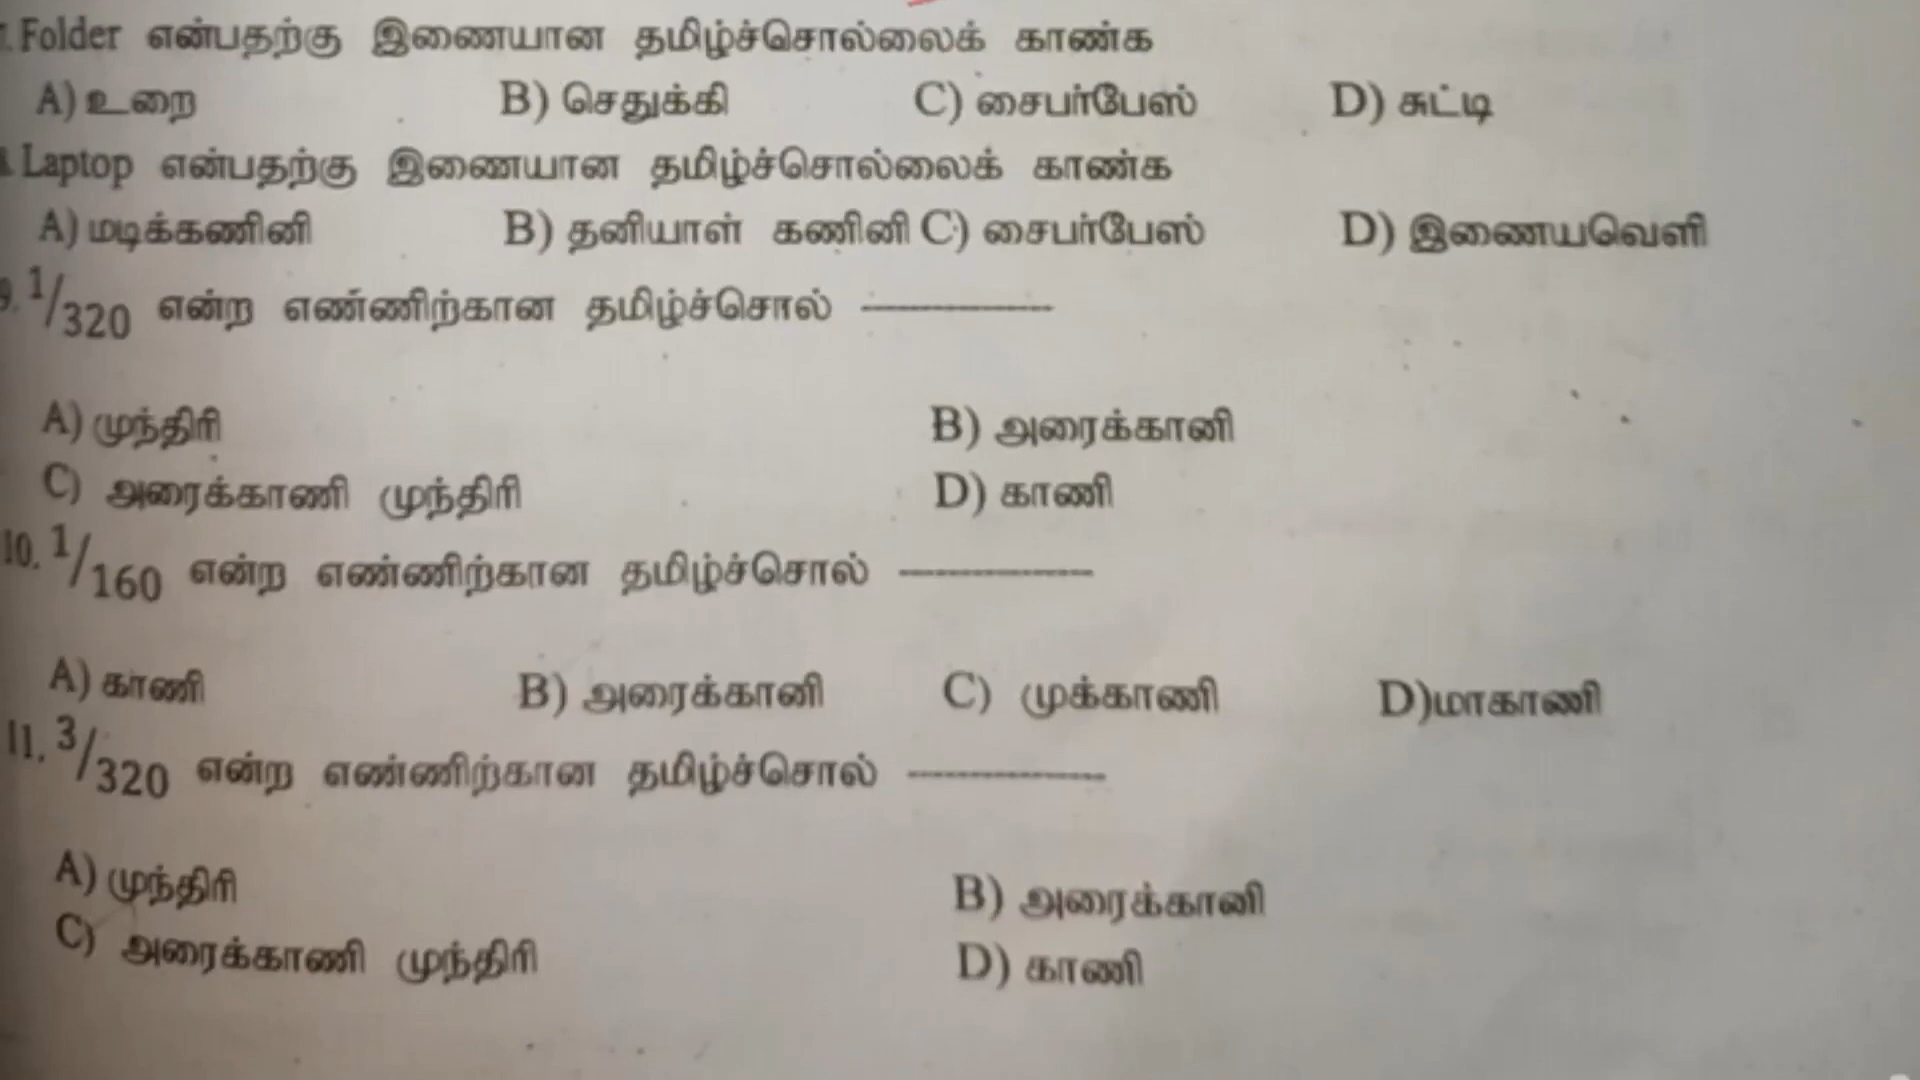 7. Folder என்பதற்கு இணையான தமிழ்ச்சொல்லைக் காண்க
A) உறை B) செதுக்கி C) சைபர்பேஸ் D) சுட்டி
8. Laptop என்பதற்கு இணையான தமிழ்ச்சொல்லைக் காண்க
A) மடிக்கணினி B) தனியாள் கணினி C) சைபர்பேஸ் D) இணையவெளி
9. 1/320 என்ற எண்ணிற்கான தமிழ்ச்சொல் ----------------
A) முந்திரி B) அரைக்கானி
C) அரைக்காணி முந்திரி D) காணி
10. 1/160 என்ற எண்ணிற்கான தமிழ்ச்சொல் ----------------
A) காணி B) அரைக்கானி C) முக்காணி D)மாகாணி
11. 3/320 என்ற எண்ணிற்கான தமிழ்ச்சொல் ----------------
A) முந்திரி B) அரைக்கானி
C) அரைக்காணி முந்திரி D) காணி